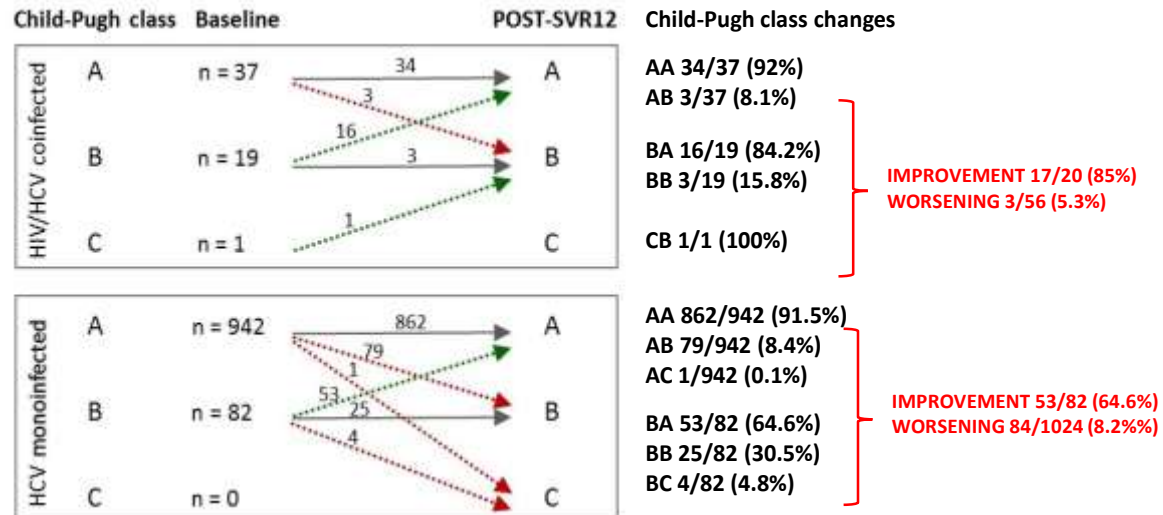 Child-Pugh class Baseline POST-SVR12 Child-Pugh class changes
HIV/HCV coinfected
A n = 37 34 A
3
16
B n = 19 3 B
1
C n = 1 C
AA 34/37 (92%)
AB 3/37 (8.1%)
BA 16/19 (84.2%)
BB 3/19 (15.8%)
CB 1/1 (100%)
IMPROVEMENT 17/20 (85%)
WORSENING 3/56 (5.3%)
HCV monoinfected
A n = 942 862 A
79
1
53
B n = 82 25 B
4
C n = 0 C
AA 862/942 (91.5%)
AB 79/942 (8.4%)
AC 1/942 (0.1%)
BA 53/82 (64.6%)
BB 25/82 (30.5%)
BC 4/82 (4.8%)
IMPROVEMENT 53/82 (64.6%)
WORSENING 84/1024 (8.2%%)